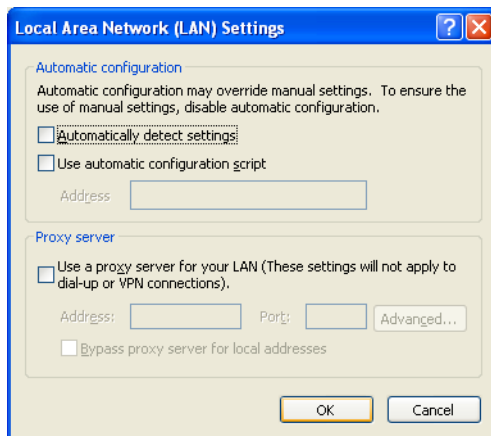 Local Area Network (LAN) Settings
Automatic configuration
Automatic configuration may override manual settings. To ensure the
use of manual settings, disable automatic configuration.
Automatically detect settings
Use automatic configuration script
Address
Proxy server
Use a proxy server for your LAN (These settings will not apply to
dial-up or VPN connections).
Address: Port: Advanced...
Bypass proxy server for local addresses
OK Cancel